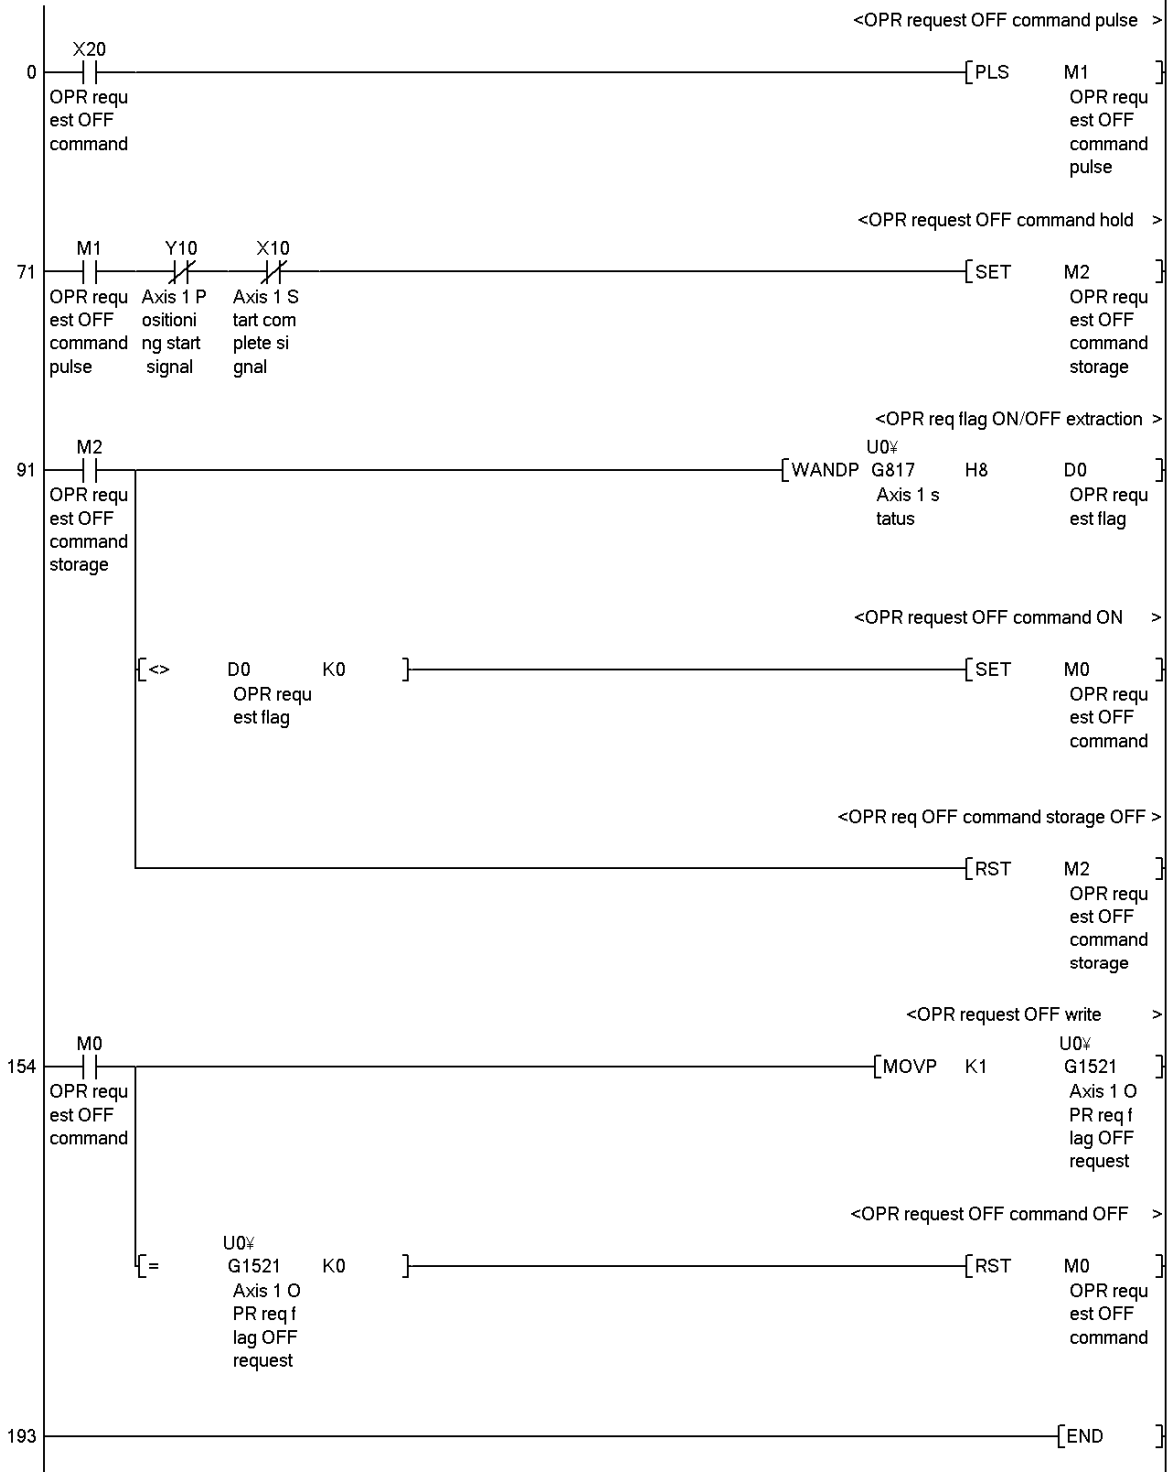 <OPR request OFF command pulse >
X20
0 [PLS M1 ]
OPR requ OPR requ
est OFF est OFF
command command
pulse
<OPR request OFF command hold >
M1 Y10 X10
71 [SET M2 ]
OPR requ Axis 1 P Axis 1 S OPR requ
est OFF ositioni tart com est OFF
command ng start plete si command
pulse signal gnal storage
<OPR req flag ON/OFF extraction >
M2 U0¥
91 [WANDP G817 H8 D0 ]
OPR requ Axis 1 s OPR requ
est OFF tatus est flag
command
storage
<OPR request OFF command ON >
[<> D0 K0 ] [SET M0 ]
OPR requ OPR requ
est flag est OFF
command
<OPR req OFF command storage OFF >
[RST M2 ]
OPR requ
est OFF
command
storage
<OPR request OFF write >
M0 U0¥
154 [MOVP K1 G1521 ]
OPR requ Axis 1 O
est OFF PR req f
command lag OFF
request
<OPR request OFF command OFF >
U0¥
[= G1521 K0 ] [RST M0 ]
Axis 1 O OPR requ
PR req f est OFF
lag OFF command
request
193 [END ]